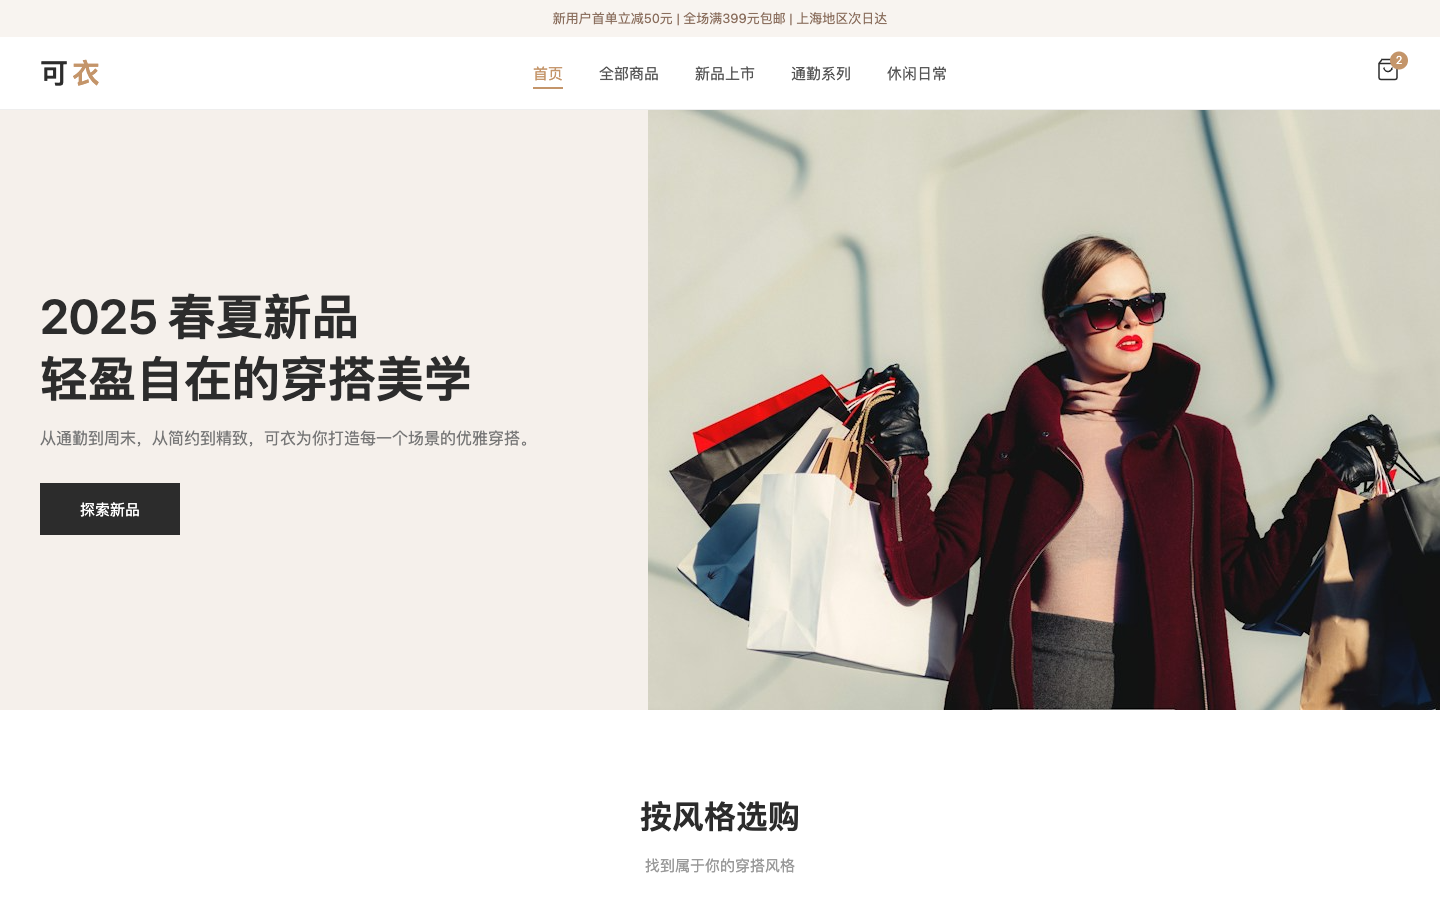 新用户首单立减50元 | 全场满399元包邮 | 上海地区次日达
可衣
首页
全部商品
新品上市
通勤系列
休闲日常
2
2025 春夏新品
轻盈自在的穿搭美学
从通勤到周末，从简约到精致，可衣为你打造每一个场景的优雅穿搭。
探索新品
按风格选购
找到属于你的穿搭风格